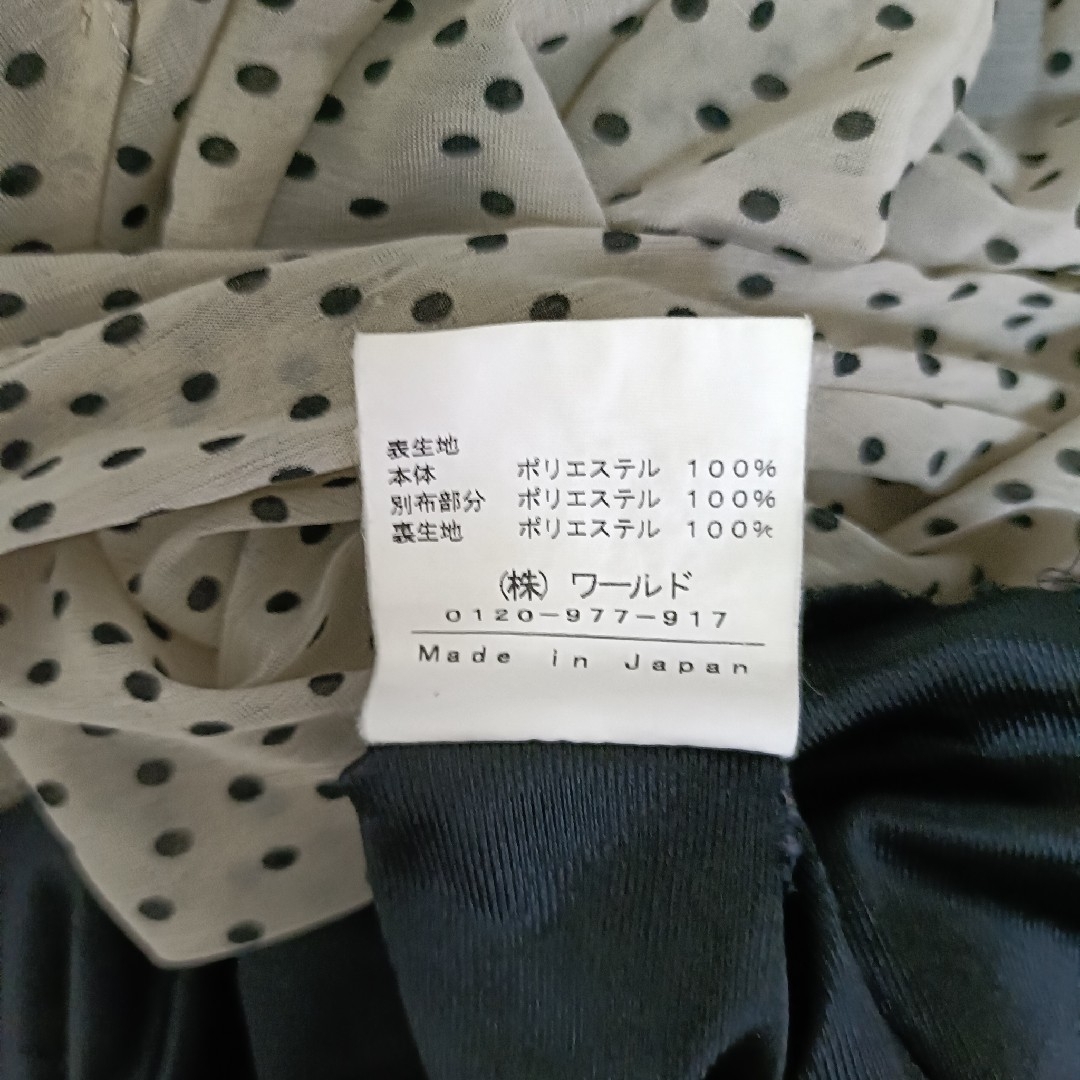 表生地
本体 ポリエステル 100%
別布部分 ポリエステル 100%
裏生地 ポリエステル 100%
(株) ワールド
0120-977-917
Made in Japan